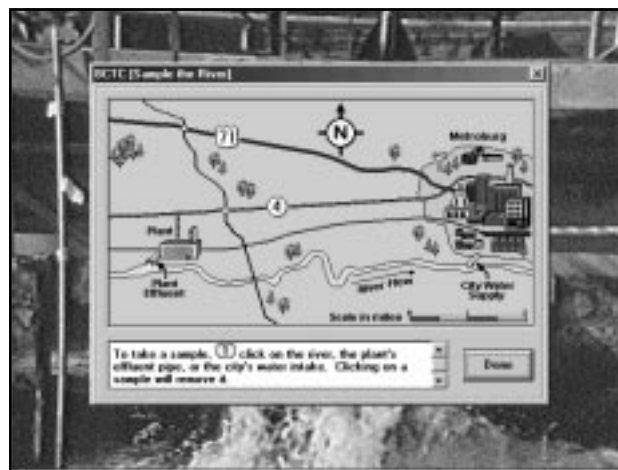 BCTC [Sample the River]
71
N
Metroburg
4
Plant
Plant
Effluent
River Flow
City Water
Supply
Scale in miles
To take a sample, click on the river, the plant's
effluent pipe, or the city's water intake. Clicking on a
sample will remove it.
Done